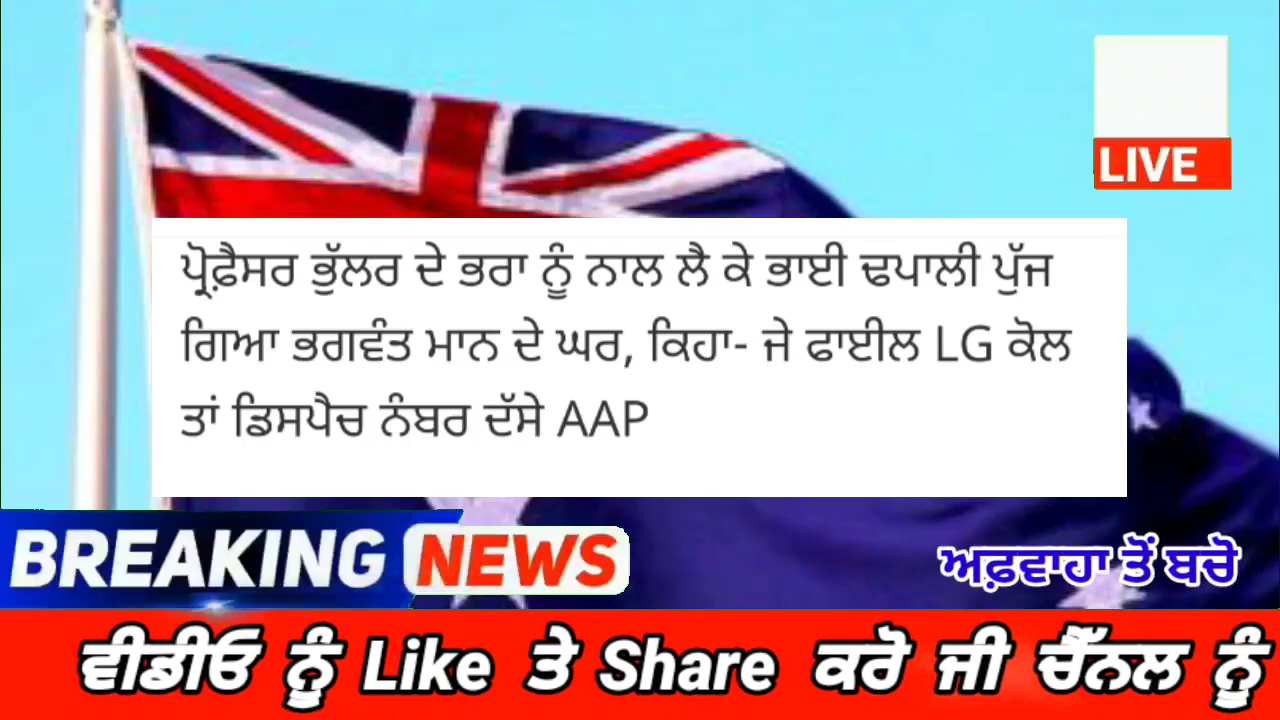 LIVE
ਪ੍ਰੋਫ਼ੈਸਰ ਭੁੱਲਰ ਦੇ ਭਰਾ ਨੂੰ ਨਾਲ ਲੈ ਕੇ ਭਾਈ ਢਪਾਲੀ ਪੁੱਜ
ਗਿਆ ਭਗਵੰਤ ਮਾਨ ਦੇ ਘਰ, ਕਿਹਾ- ਜੇ ਫਾਈਲ LG ਕੋਲ
ਤਾਂ ਡਿਸਪੈਚ ਨੰਬਰ ਦੱਸੇ AAP
BREAKING NEWS
ਅਫ਼ਵਾਹਾ ਤੋਂ ਬਚੋ
ਵੀਡੀਓ ਨੂੰ Like ਤੇ Share ਕਰੋ ਜੀ ਚੈੱਨਲ ਨੂੰ